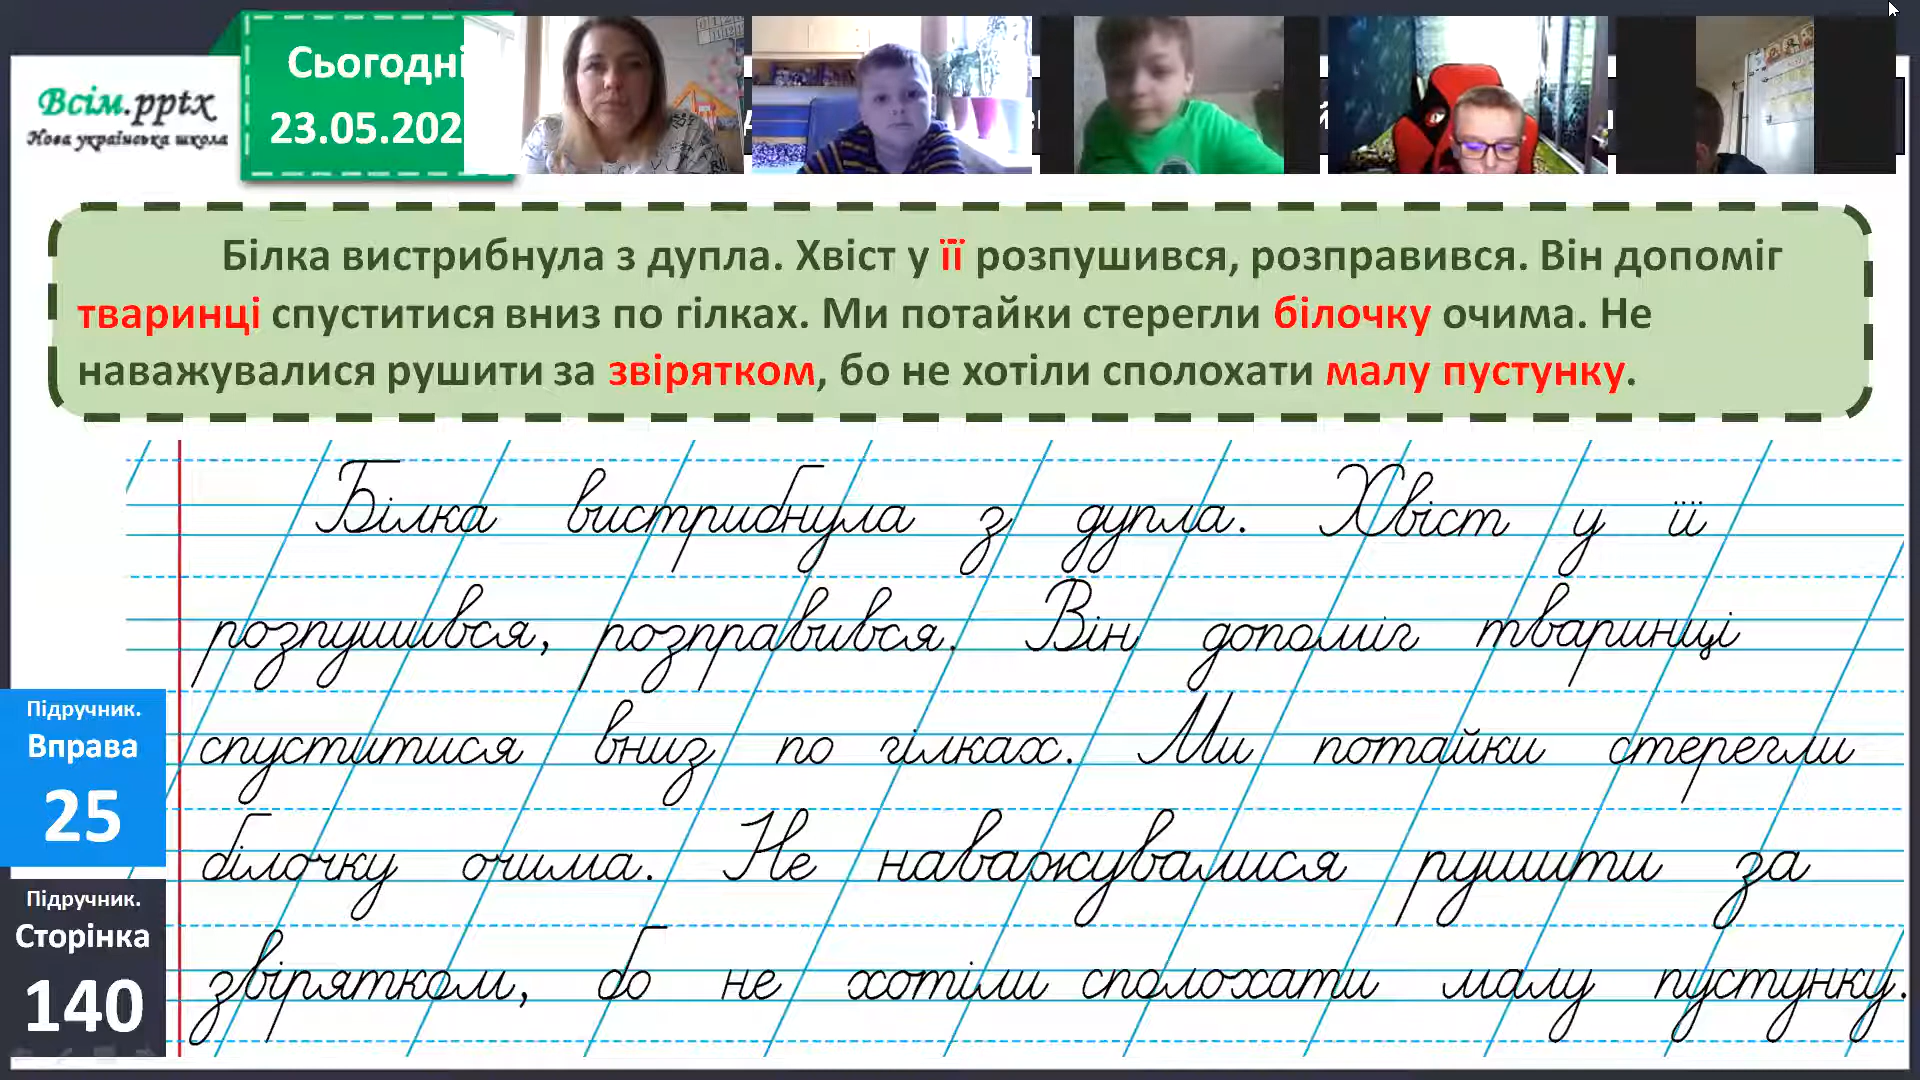 Всім.pptx
Нова українська школа
Сьогодні
23.05.202
Білка вистрибнула з дупла. Хвіст у її розпушився, розправився. Він допоміг
тваринці спуститися вниз по гілках. Ми потайки стерегли білочку очима. Не
наважувалися рушити за звірятком, бо не хотіли сполохати малу пустунку.
Білка вистрибнула з дупла. Хвіст у її
розпушився, розправився. Він допоміг тваринці
спуститися вниз по гілках. Ми потайки стерегли
білочку очима. Не наважувалися рушити за
звірятком, бо не хотіли сполохати малу пустунку.
Підручник.
Вправа
25
Підручник.
Сторінка
140